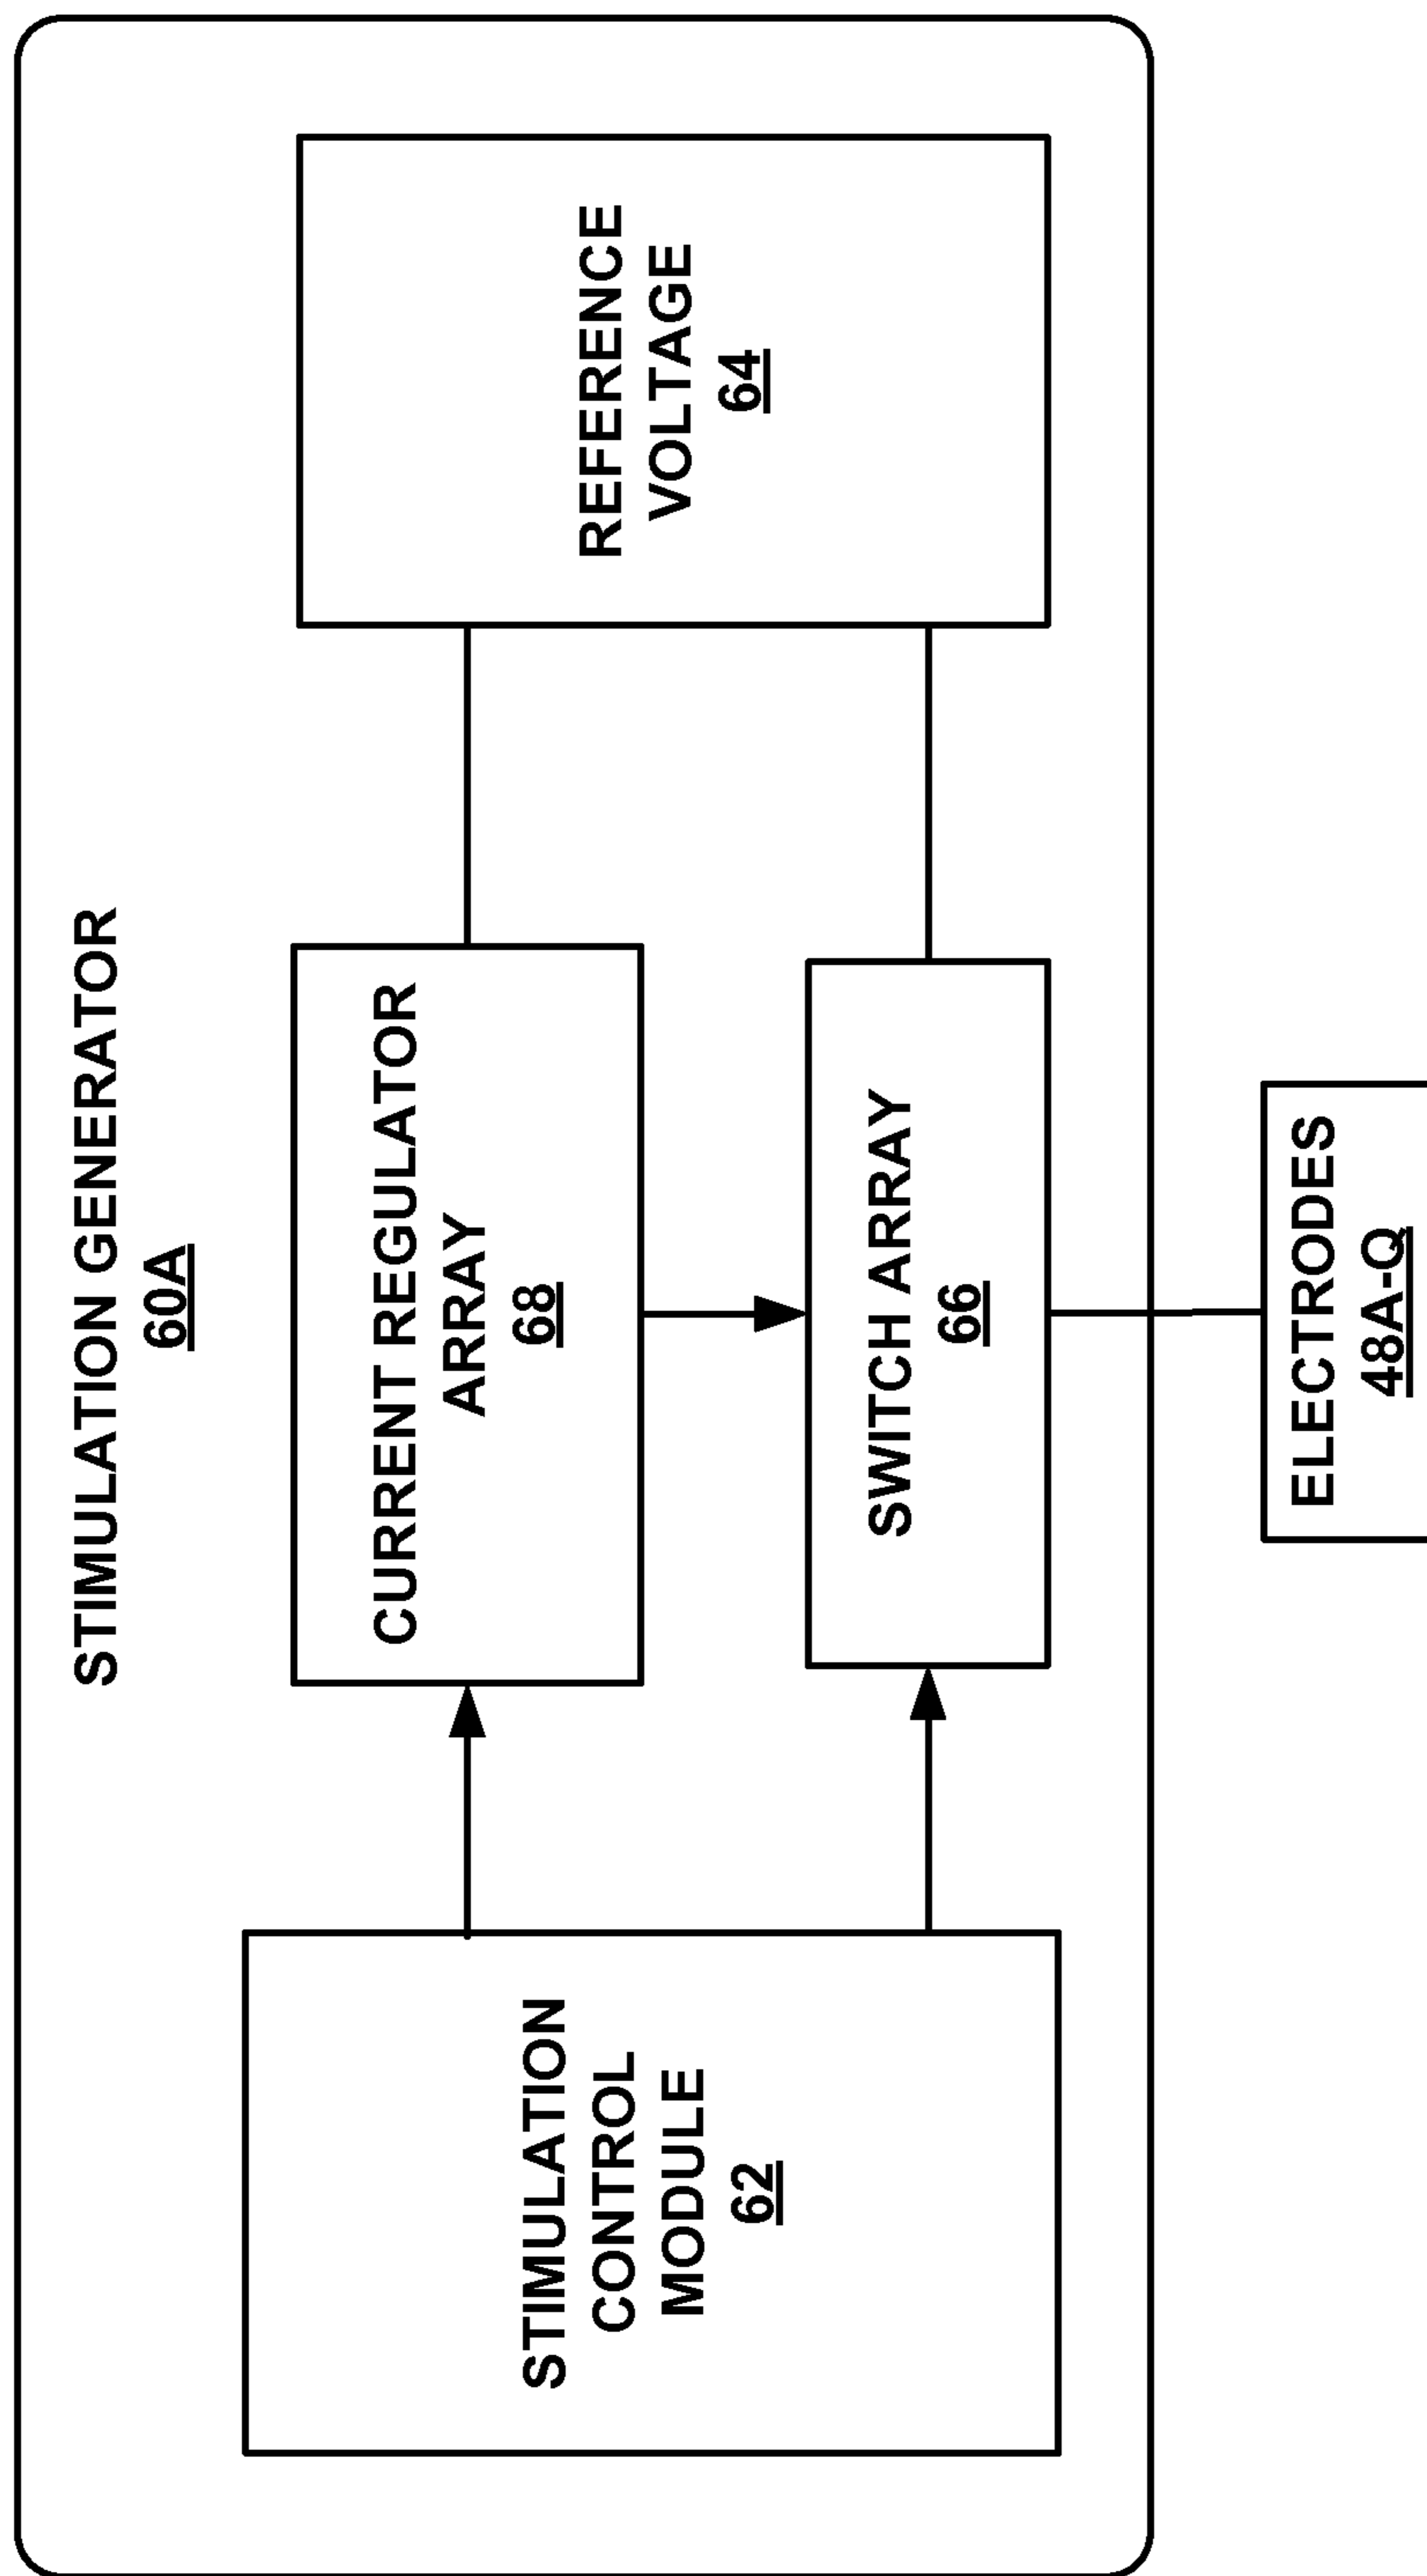 STIMULATION GENERATOR
60A
STIMULATION
CONTROL
MODULE
62
CURRENT REGULATOR
ARRAY
68
SWITCH ARRAY
66
REFERENCE
VOLTAGE
64
ELECTRODES
48A-Q